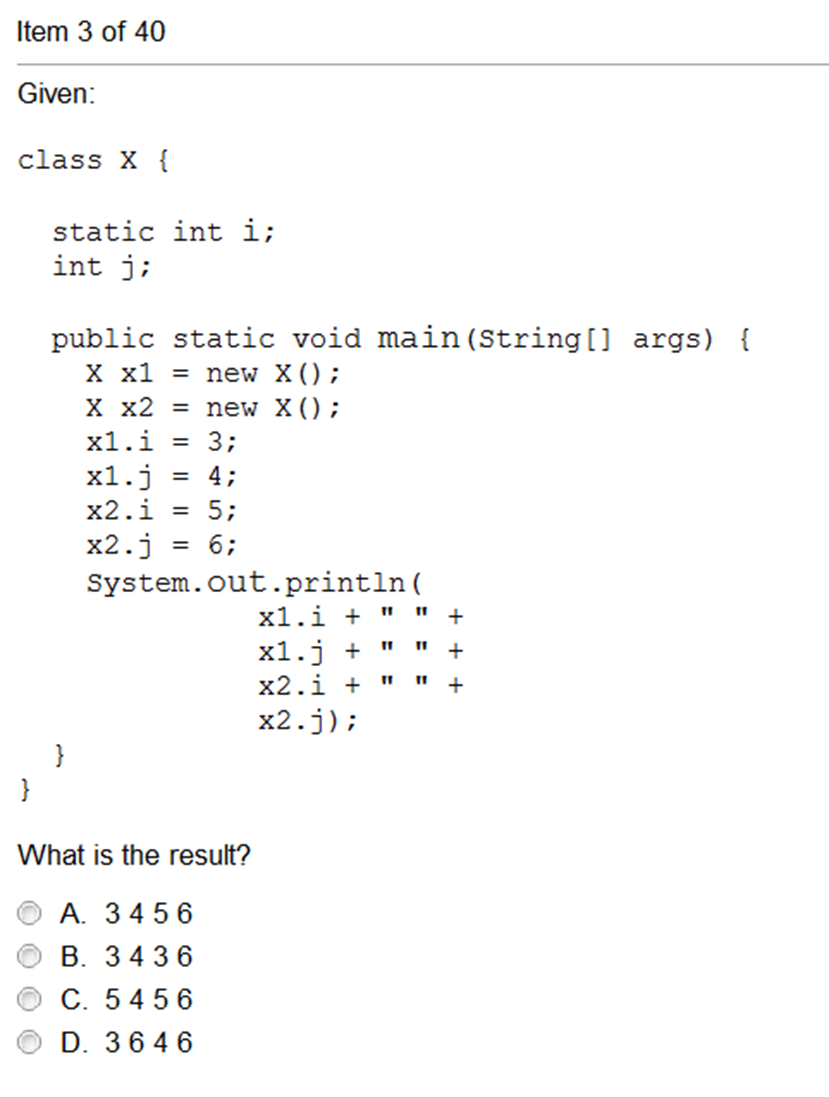 Item 3 of 40
Given:
class X {
static int i;
int j;
public static void main(String[] args) {
X x1 = new X();
X x2 = new X();
x1.i = 3;
x1.j = 4;
x2.i = 5;
x2.j = 6;
System.out.println(
x1.i + " " +
x1.j + " " +
x2.i + " " +
x2.j);
}
}
What is the result?
A. 3 4 5 6
B. 3 4 3 6
C. 5 4 5 6
D. 3 6 4 6